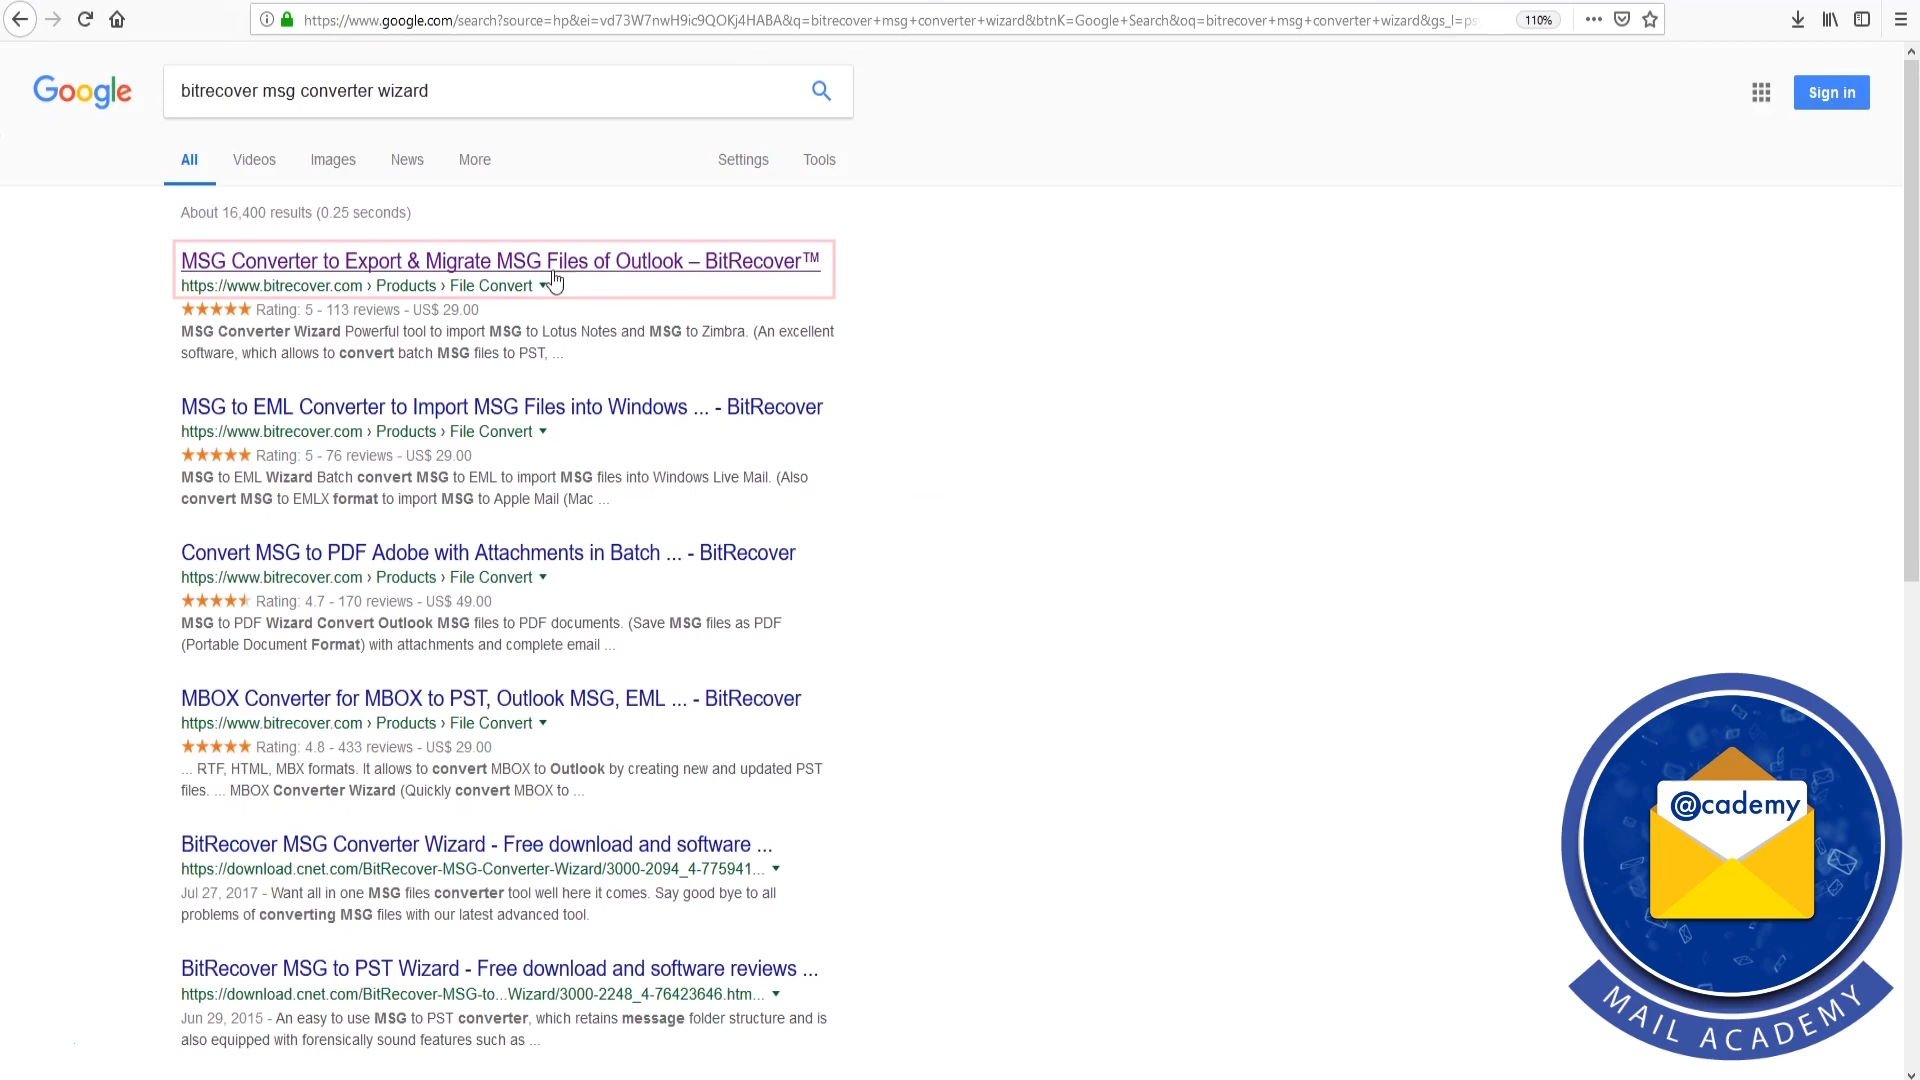 https://www.google.com/search?source=hp&ei=vd73W7nwH9ic9QOKj4HABA&q=bitrecover+msg+converter+wizard&btnK=Google+Search&oq=bitrecover+msg+converter+wizard&gs_l=ps
110%
Google
bitrecover msg converter wizard
Sign in
All Videos Images News More Settings Tools
About 16,400 results (0.25 seconds)
MSG Converter to Export & Migrate MSG Files of Outlook – BitRecover™
https://www.bitrecover.com › Products › File Convert
Rating: 5 - 113 reviews - US$ 29.00
MSG Converter Wizard Powerful tool to import MSG to Lotus Notes and MSG to Zimbra. (An excellent
software, which allows to convert batch MSG files to PST, ...
MSG to EML Converter to Import MSG Files into Windows ... - BitRecover
https://www.bitrecover.com › Products › File Convert
Rating: 5 - 76 reviews - US$ 29.00
MSG to EML Wizard Batch convert MSG to EML to import MSG files into Windows Live Mail. (Also
convert MSG to EMLX format to import MSG to Apple Mail (Mac ...
Convert MSG to PDF Adobe with Attachments in Batch ... - BitRecover
https://www.bitrecover.com › Products › File Convert
Rating: 4.7 - 170 reviews - US$ 49.00
MSG to PDF Wizard Convert Outlook MSG files to PDF documents. (Save MSG files as PDF
(Portable Document Format) with attachments and complete email ...
MBOX Converter for MBOX to PST, Outlook MSG, EML ... - BitRecover
https://www.bitrecover.com › Products › File Convert
Rating: 4.8 - 433 reviews - US$ 29.00
... RTF, HTML, MBX formats. It allows to convert MBOX to Outlook by creating new and updated PST
files. ... MBOX Converter Wizard (Quickly convert MBOX to ...
BitRecover MSG Converter Wizard - Free download and software ...
https://download.cnet.com/BitRecover-MSG-Converter-Wizard/3000-2094_4-775941...
Jul 27, 2017 - Want all in one MSG files converter tool well here it comes. Say good bye to all
problems of converting MSG files with our latest advanced tool.
BitRecover MSG to PST Wizard - Free download and software reviews ...
https://download.cnet.com/BitRecover-MSG-to...Wizard/3000-2248_4-76423646.htm...
Jun 29, 2015 - An easy to use MSG to PST converter, which retains message folder structure and is
also equipped with forensically sound features such as ...
@cademy
MAIL ACADEMY